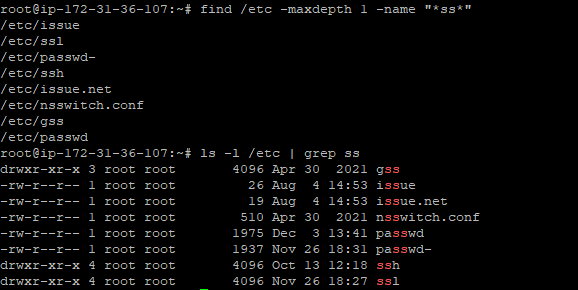 root@ip-172-31-36-107:~# find /etc -maxdepth 1 -name "*ss*"
/etc/issue
/etc/ssl
/etc/passwd-
/etc/ssh
/etc/issue.net
/etc/nsswitch.conf
/etc/gss
/etc/passwd
root@ip-172-31-36-107:~# ls -l /etc | grep ss
drwxr-xr-x 3 root root       4096 Apr 30  2021 gss
-rw-r--r-- 1 root root         26 Aug  4 14:53 issue
-rw-r--r-- 1 root root         19 Aug  4 14:53 issue.net
-rw-r--r-- 1 root root        510 Apr 30  2021 nsswitch.conf
-rw-r--r-- 1 root root       1975 Dec  3 13:41 passwd
-rw-r--r-- 1 root root       1937 Nov 26 18:31 passwd-
drwxr-xr-x 4 root root       4096 Oct 13 12:18 ssh
drwxr-xr-x 4 root root       4096 Nov 26 18:27 ssl